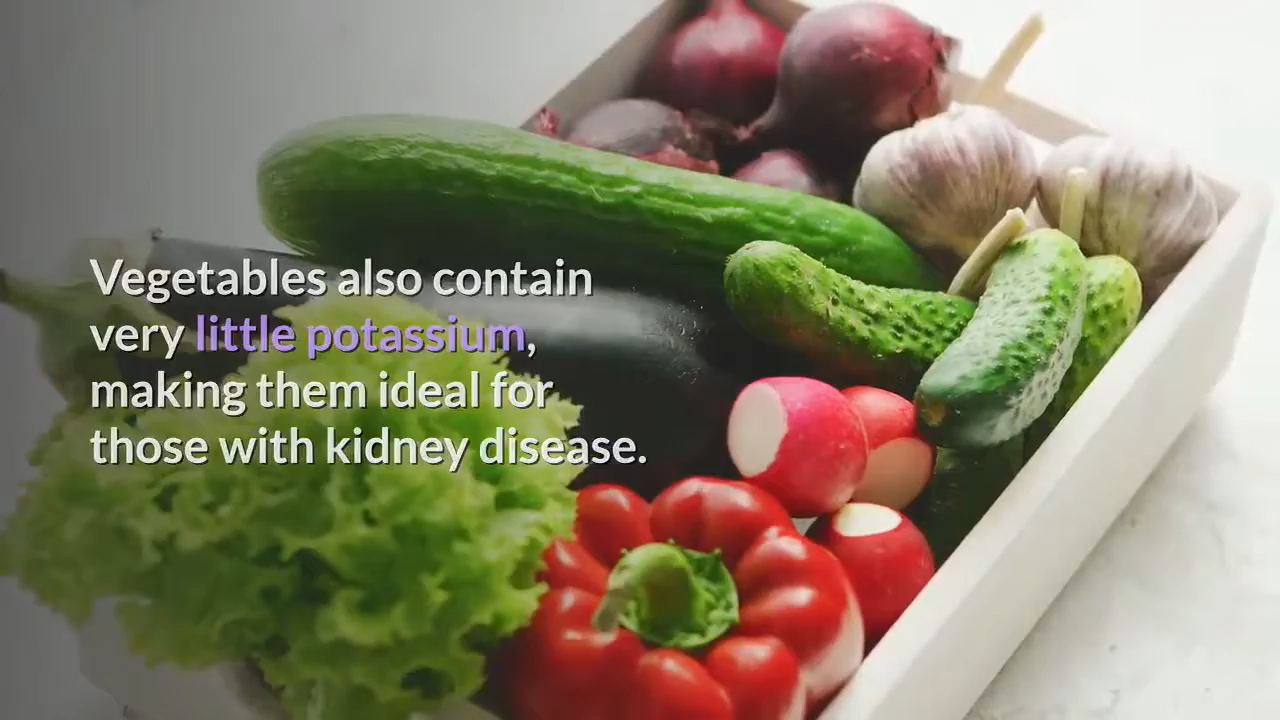 Vegetables also contain
very little potassium,
making them ideal for
those with kidney disease.